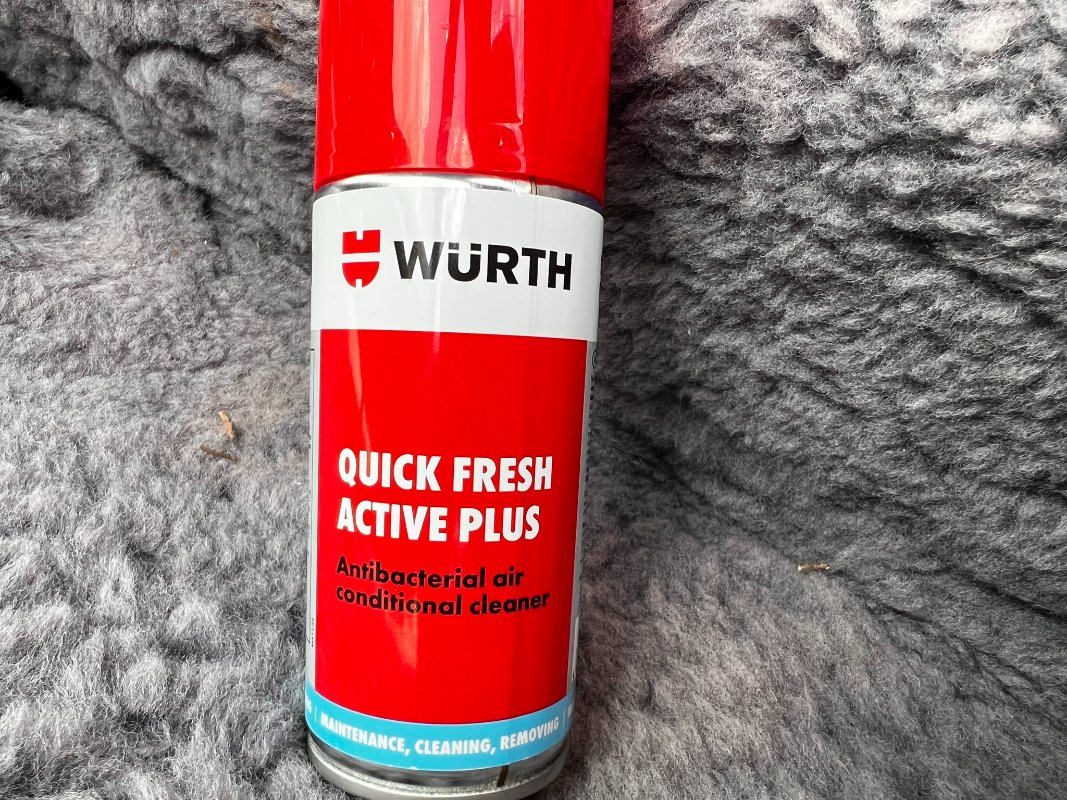 WÜRTH
QUICK FRESH
ACTIVE PLUS
Antibacterial air
conditional cleaner
| MAINTENANCE, CLEANING, REMOVING |